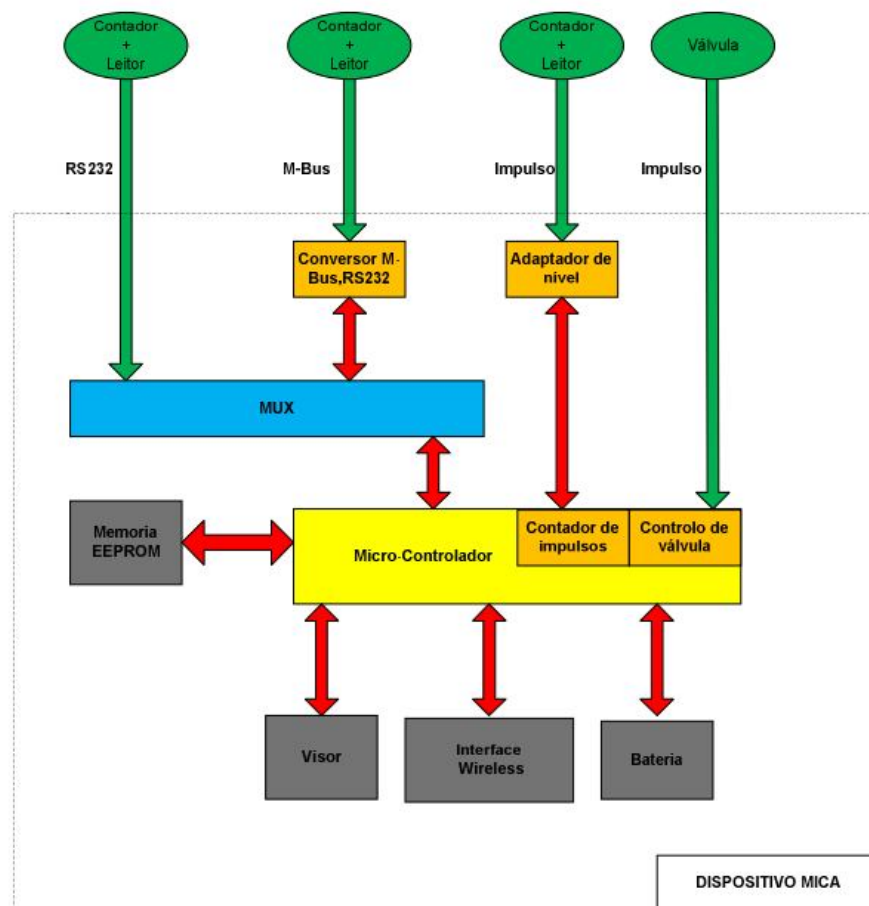 Contador
+
Leitor
Contador
+
Leitor
Contador
+
Leitor
Válvula
RS232
M-Bus
Impulso
Impulso
Conversor M-
Bus,RS232
Adaptador de
nível
MUX
Memoria
EEPROM
Micro-Controlador
Contador de
impulsos
Controlo de
válvula
Visor
Interface
Wireless
Bateria
DISPOSITIVO MICA